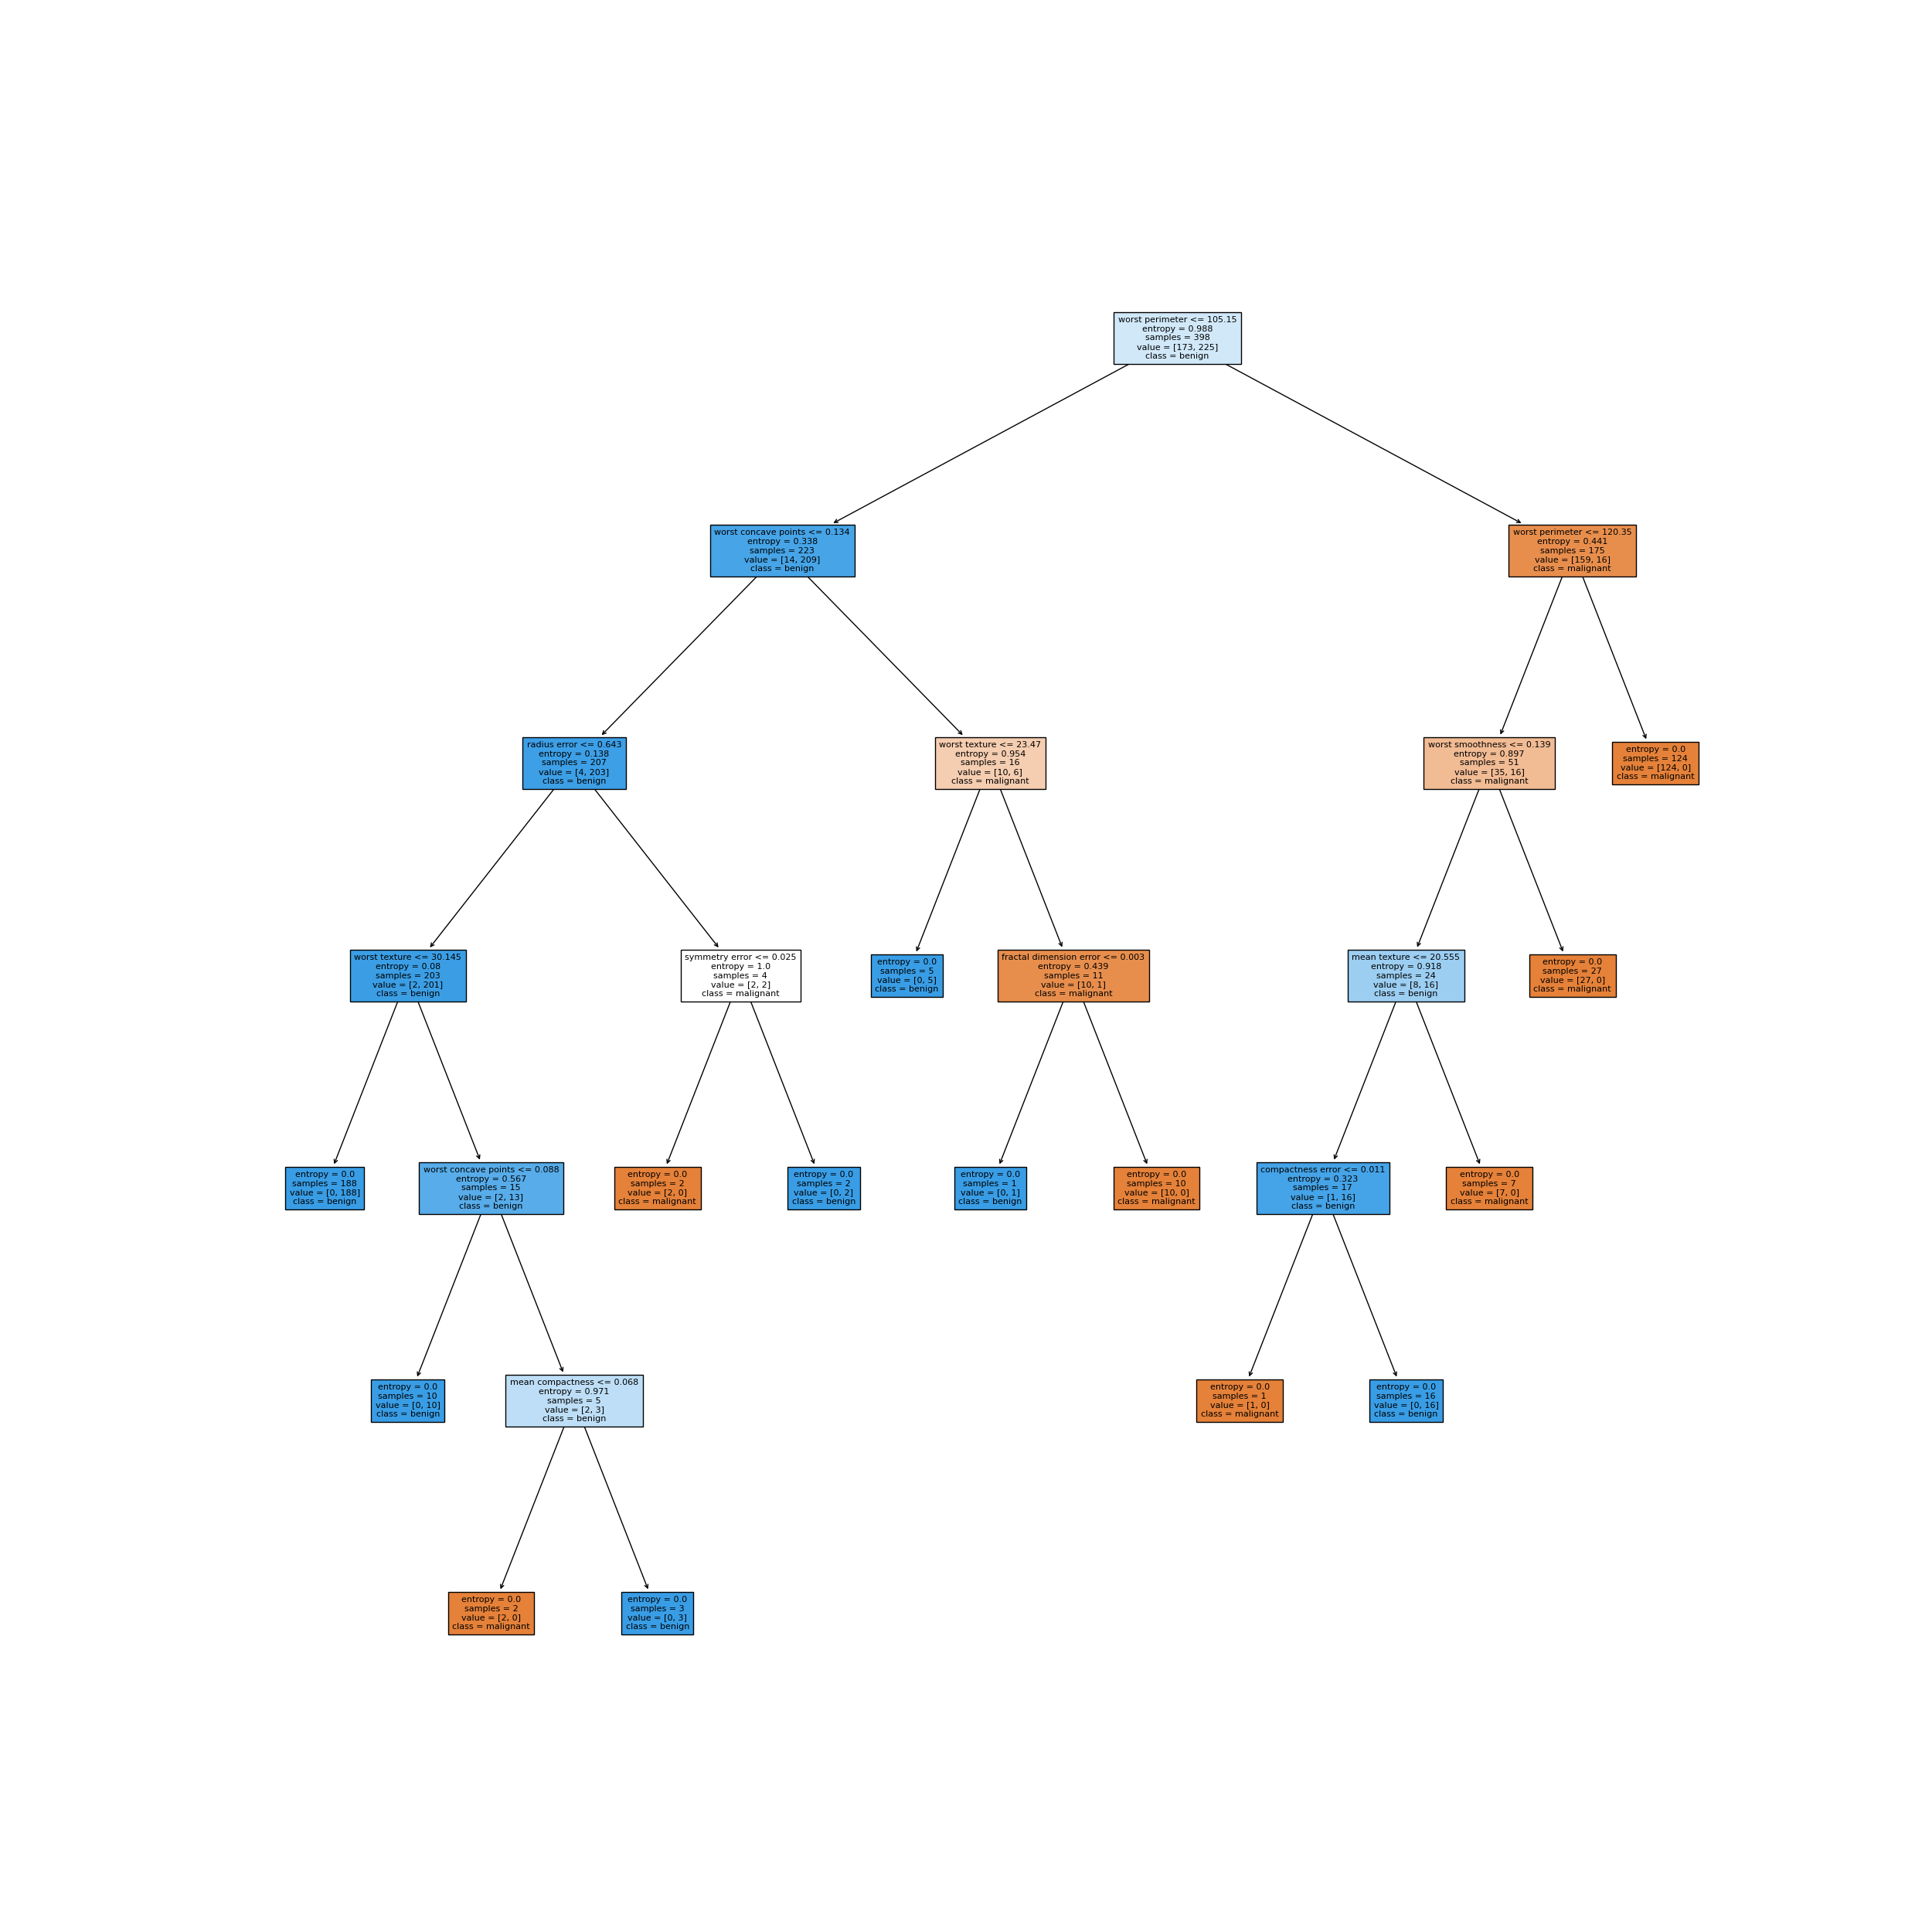 worst perimeter <= 105.15
entropy = 0.988
samples = 398
value = [173, 225]
class = benign
worst concave points <= 0.134
entropy = 0.338
samples = 223
value = [14, 209]
class = benign
worst perimeter <= 120.35
entropy = 0.441
samples = 175
value = [159, 16]
class = malignant
radius error <= 0.643
entropy = 0.138
samples = 207
value = [4, 203]
class = benign
worst texture <= 23.47
entropy = 0.954
samples = 16
value = [10, 6]
class = malignant
worst smoothness <= 0.139
entropy = 0.897
samples = 51
value = [35, 16]
class = malignant
entropy = 0.0
samples = 124
value = [124, 0]
class = malignant
worst texture <= 30.145
entropy = 0.08
samples = 203
value = [2, 201]
class = benign
symmetry error <= 0.025
entropy = 1.0
samples = 4
value = [2, 2]
class = malignant
entropy = 0.0
samples = 5
value = [0, 5]
class = benign
fractal dimension error <= 0.003
entropy = 0.439
samples = 11
value = [10, 1]
class = malignant
mean texture <= 20.555
entropy = 0.918
samples = 24
value = [8, 16]
class = benign
entropy = 0.0
samples = 27
value = [27, 0]
class = malignant
entropy = 0.0
samples = 188
value = [0, 188]
class = benign
worst concave points <= 0.088
entropy = 0.567
samples = 15
value = [2, 13]
class = benign
entropy = 0.0
samples = 2
value = [2, 0]
class = malignant
entropy = 0.0
samples = 2
value = [0, 2]
class = benign
entropy = 0.0
samples = 1
value = [0, 1]
class = benign
entropy = 0.0
samples = 10
value = [10, 0]
class = malignant
compactness error <= 0.011
entropy = 0.323
samples = 17
value = [1, 16]
class = benign
entropy = 0.0
samples = 7
value = [7, 0]
class = malignant
entropy = 0.0
samples = 10
value = [0, 10]
class = benign
mean compactness <= 0.068
entropy = 0.971
samples = 5
value = [2, 3]
class = benign
entropy = 0.0
samples = 1
value = [1, 0]
class = malignant
entropy = 0.0
samples = 16
value = [0, 16]
class = benign
entropy = 0.0
samples = 2
value = [2, 0]
class = malignant
entropy = 0.0
samples = 3
value = [0, 3]
class = benign